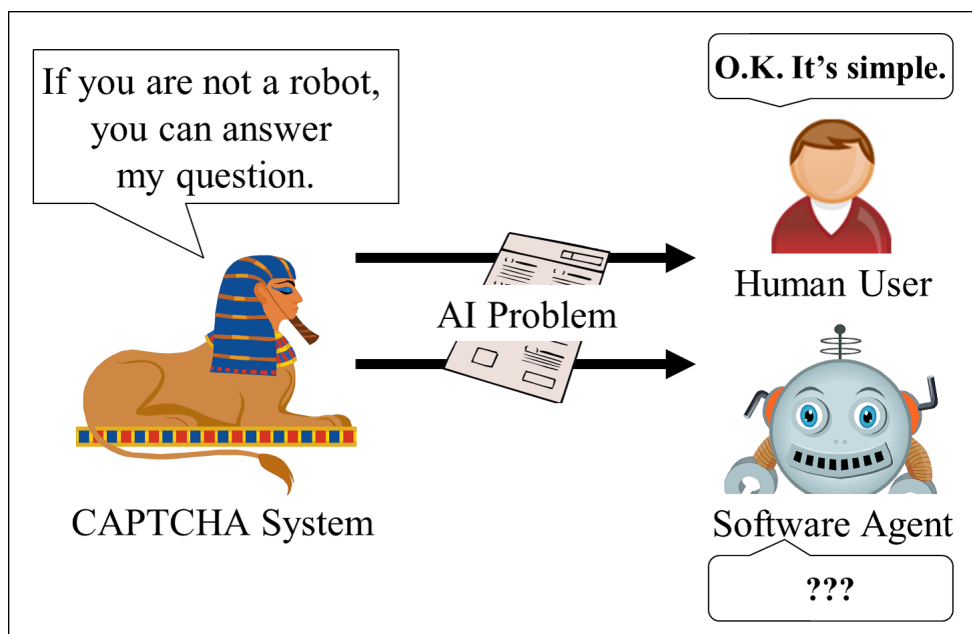 If you are not a robot,
you can answer
my question.
O.K. It's simple.
Human User
AI Problem
CAPTCHA System
Software Agent
???